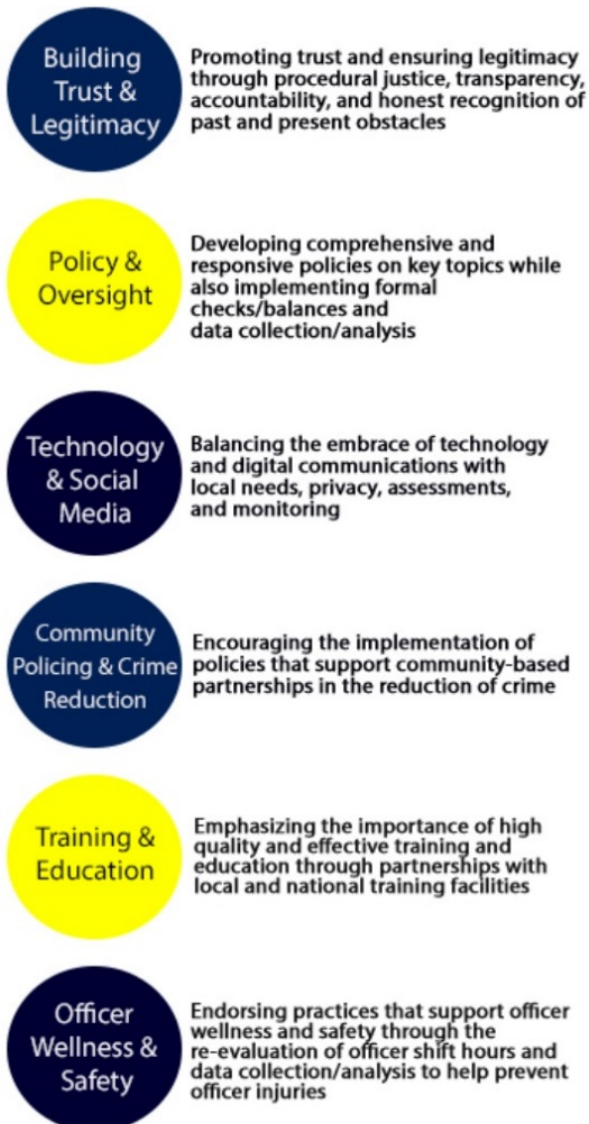 Building
Trust &
Legitimacy
Promoting trust and ensuring legitimacy
through procedural justice, transparency,
accountability, and honest recognition of
past and present obstacles
Policy &
Oversight
Developing comprehensive and
responsive policies on key topics while
also implementing formal
checks/balances and
data collection/analysis
Technology
& Social
Media
Balancing the embrace of technology
and digital communications with
local needs, privacy, assessments,
and monitoring
Community
Policing & Crime
Reduction
Encouraging the implementation of
policies that support community-based
partnerships in the reduction of crime
Training &
Education
Emphasizing the importance of high
quality and effective training and
education through partnerships with
local and national training facilities
Officer
Wellness &
Safety
Endorsing practices that support officer
wellness and safety through the
re-evaluation of officer shift hours and
data collection/analysis to help prevent
officer injuries